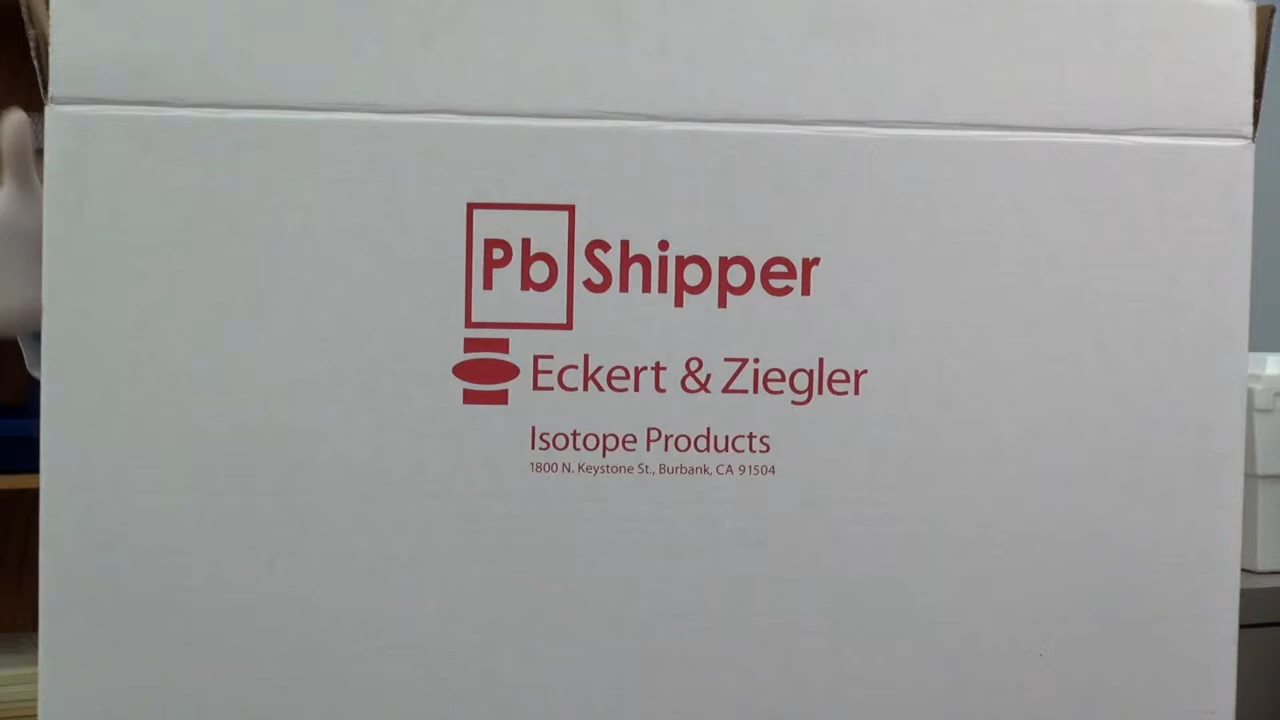 Pb Shipper
Eckert & Ziegler
Isotope Products
1800 N. Keystone St., Burbank, CA 91504